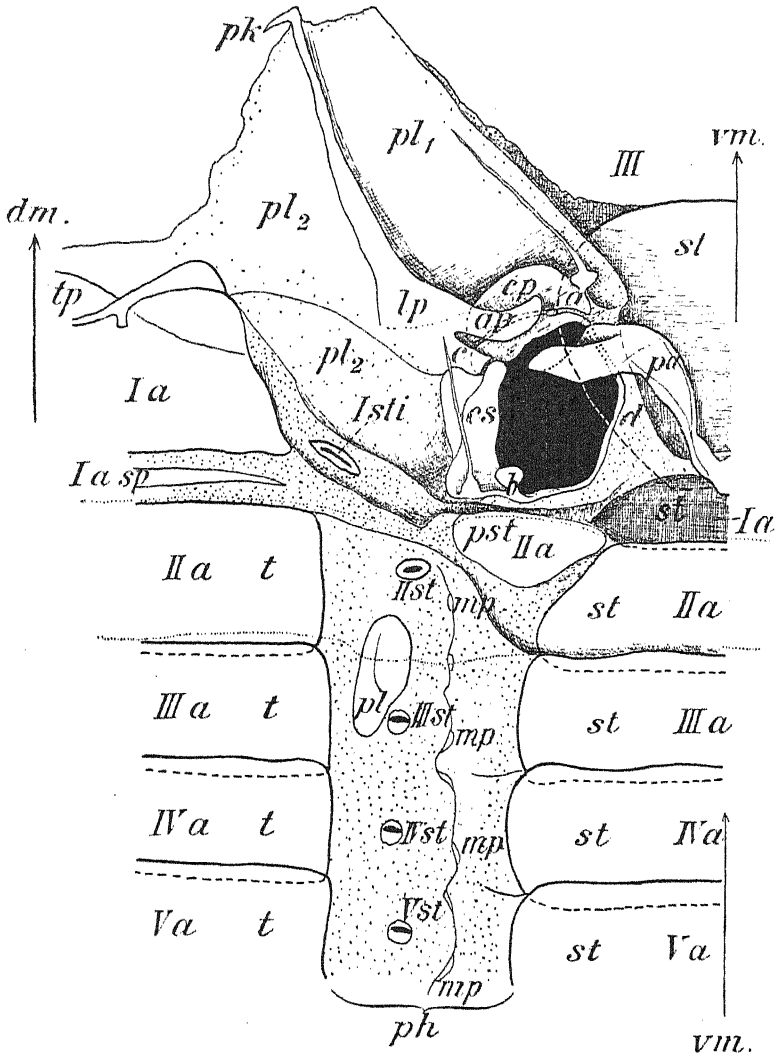 pk
vm.
III
pl₁
dm.
pl₂
st
tp
lp
cp
ap
pl₂
pa
Ia
Isti
c
cs
d
Ia sp
h
st
Ia
pst IIa
IIa t
IIst
mp
st IIa
pl
IIIa t
IIIst
mp
st IIIa
IVa t
IVst
mp
st IVa
Va t
Vst
st Va
mp
ph
vm.